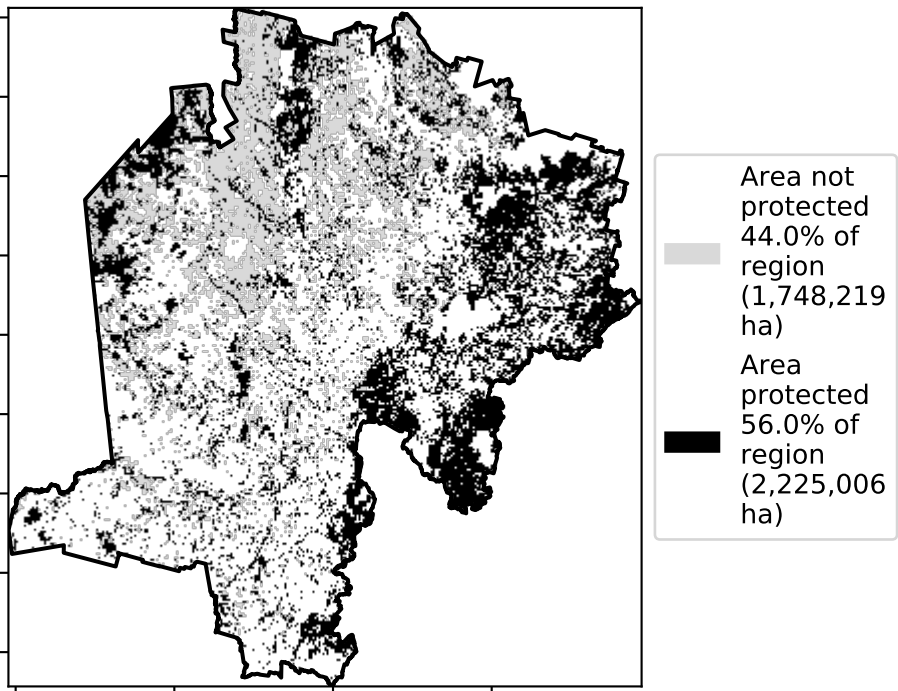 Area not
protected
44.0% of
region
(1,748,219
ha)
Area
protected
56.0% of
region
(2,225,006
ha)